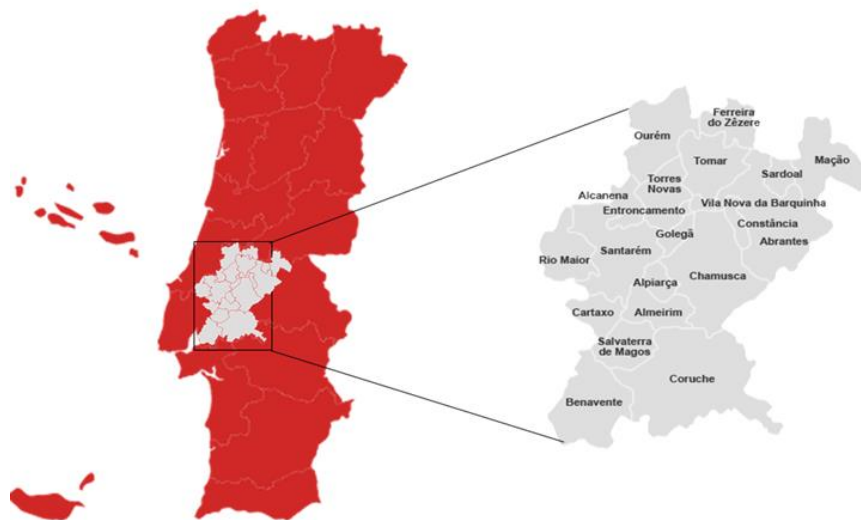 Ferreira
do Zêzere
Ourém
Mação
Tomar
Sardoal
Torres
Novas
Alcanena
Vila Nova da Barquinha
Entroncamento
Constância
Golegã
Abrantes
Santarém
Rio Maior
Chamusca
Alpiarça
Cartaxo
Almeirim
Salvaterra
de Magos
Coruche
Benavente